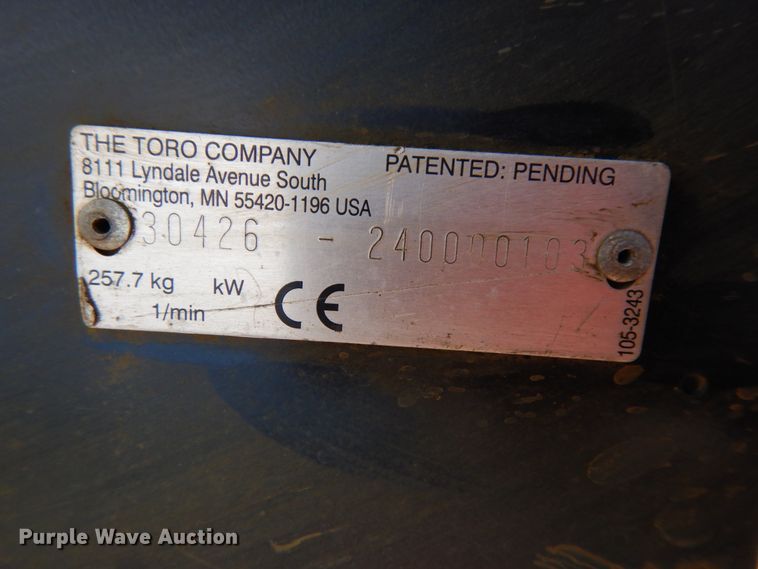 THE TORO COMPANY
8111 Lyndale Avenue South
Bloomington, MN 55420-1196 USA
PATENTED: PENDING
30426 - 240000103
257.7 kg kW
1/min
CE
105-3243
Purple Wave Auction